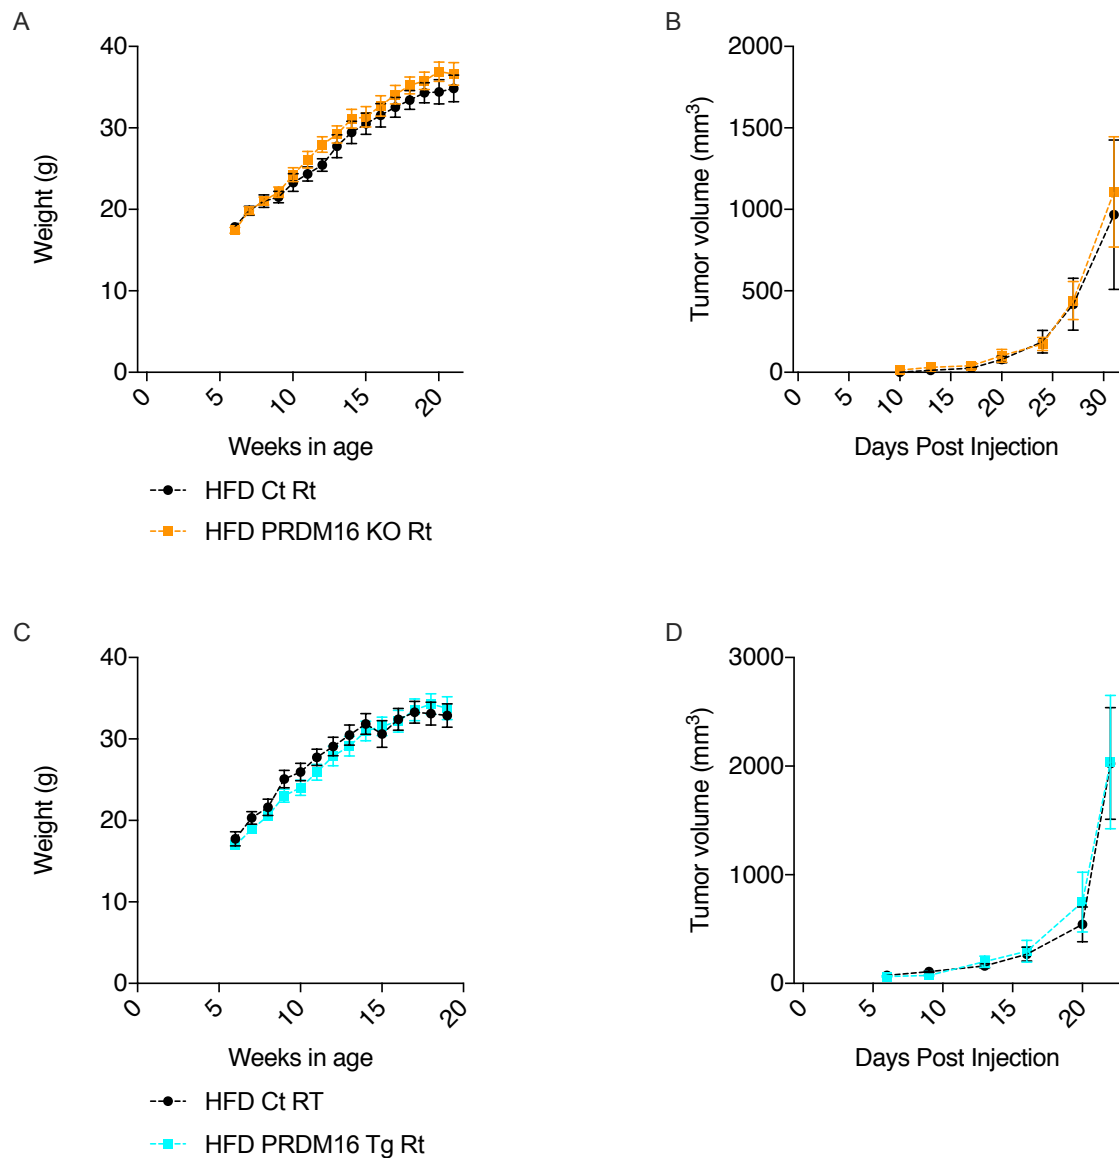 A
Weight (g)
40
30
20
10
0
0
5
10
15
20
Weeks in age
HFD Ct Rt
HFD PRDM16 KO Rt
B
Tumor volume (mm³)
2000
1500
1000
500
0
0
5
10
15
20
25
30
Days Post Injection
C
Weight (g)
40
30
20
10
0
0
5
10
15
20
Weeks in age
HFD Ct RT
HFD PRDM16 Tg Rt
D
Tumor volume (mm³)
3000
2000
1000
0
0
5
10
15
20
Days Post Injection